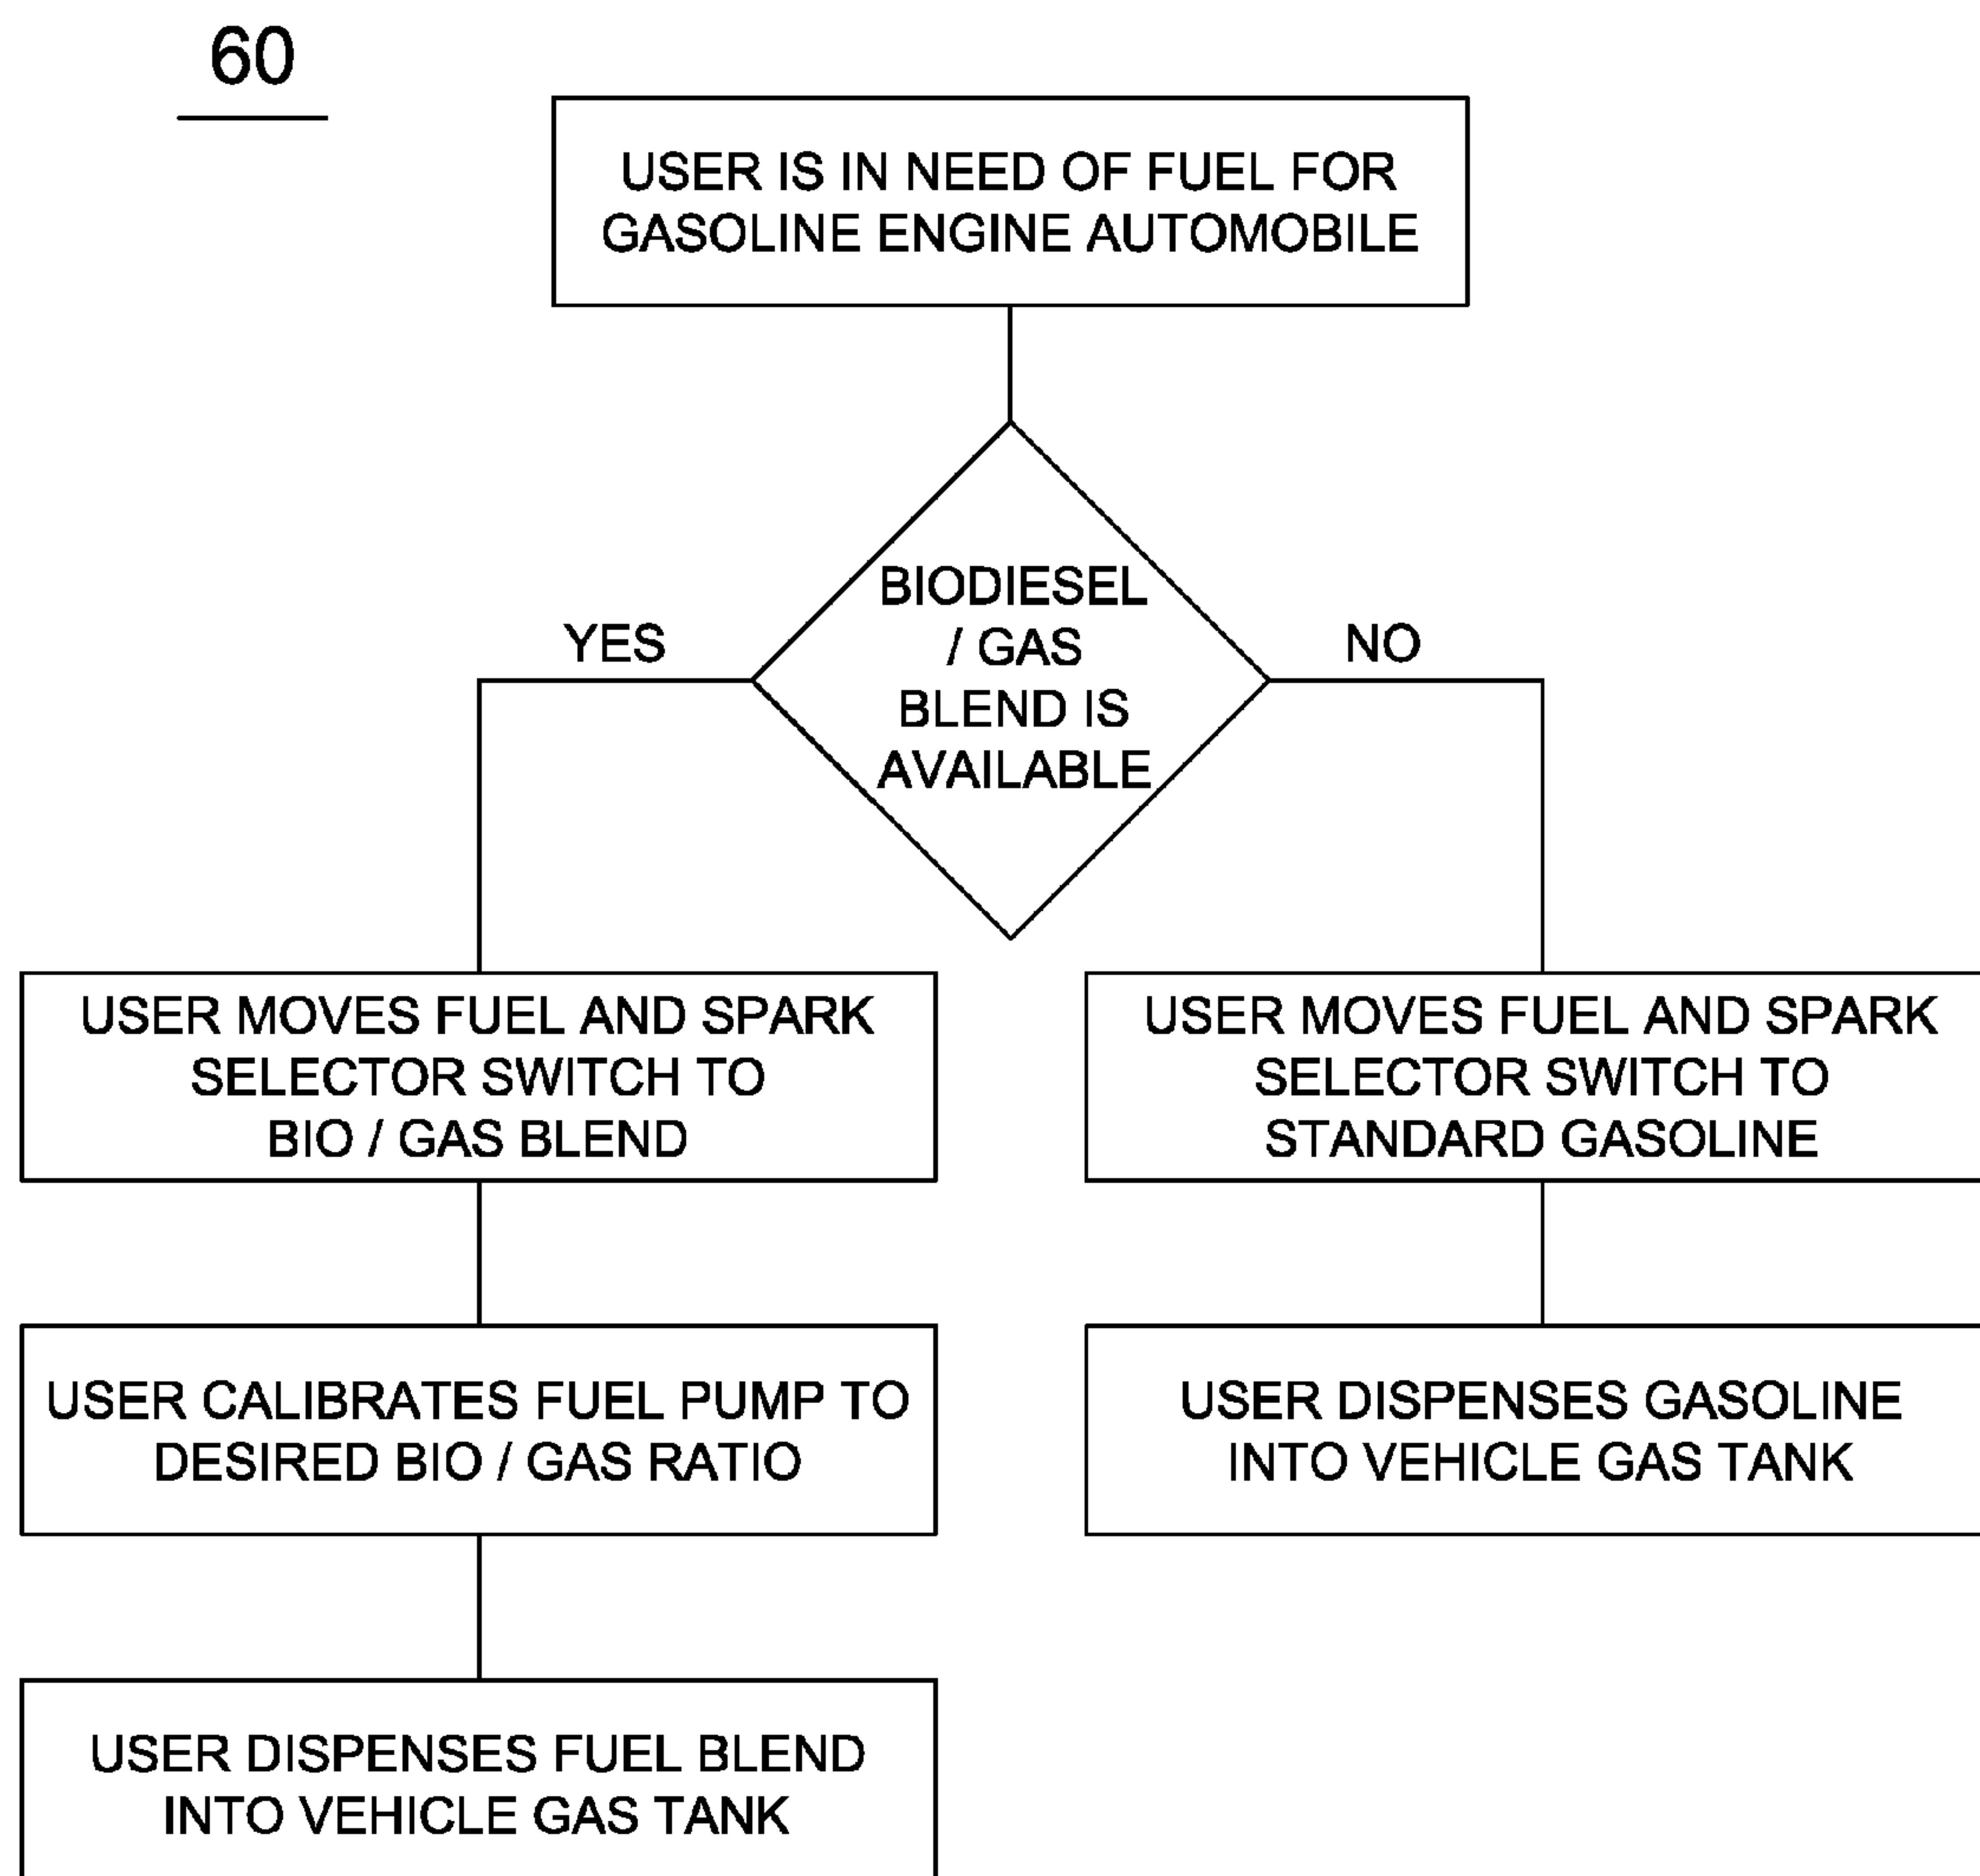 60
USER IS IN NEED OF FUEL FOR
GASOLINE ENGINE AUTOMOBILE
BIODIESEL
/ GAS
BLEND IS
AVAILABLE
YES
NO
USER MOVES FUEL AND SPARK
SELECTOR SWITCH TO
BIO / GAS BLEND
USER MOVES FUEL AND SPARK
SELECTOR SWITCH TO
STANDARD GASOLINE
USER CALIBRATES FUEL PUMP TO
DESIRED BIO / GAS RATIO
USER DISPENSES GASOLINE
INTO VEHICLE GAS TANK
USER DISPENSES FUEL BLEND
INTO VEHICLE GAS TANK